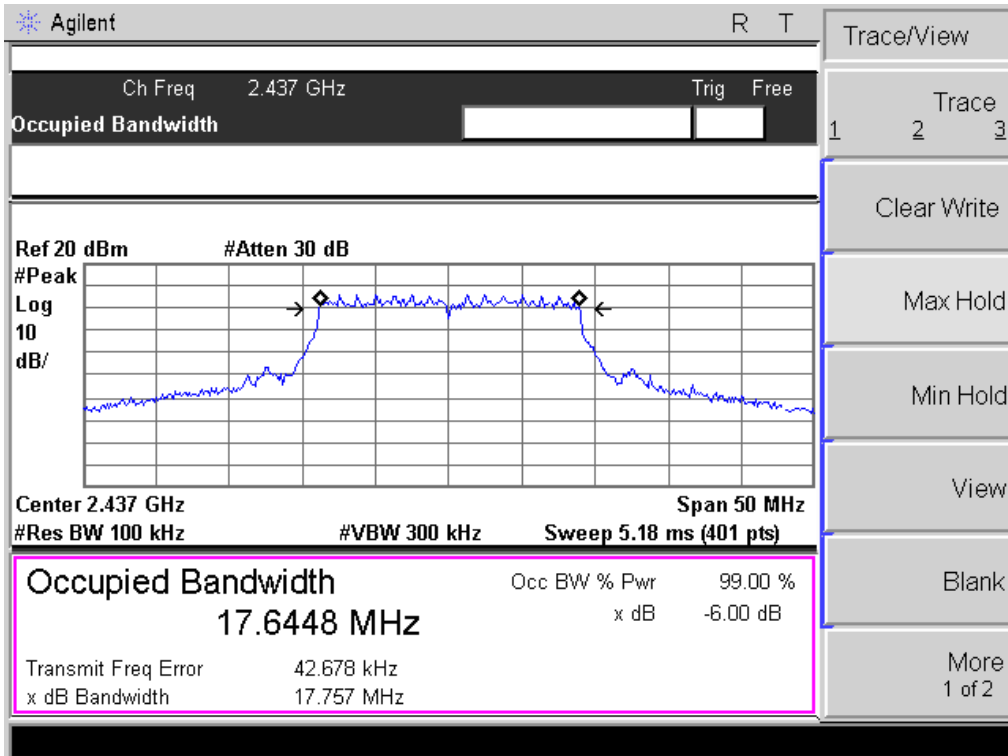 Agilent R T
Trace/View
Ch Freq 2.437 GHz Trig Free
Occupied Bandwidth
Trace
1 2 3
Clear Write
Max Hold
Min Hold
View
Blank
More
1 of 2
Ref 20 dBm #Atten 30 dB
#Peak
Log
10
dB/
Center 2.437 GHz Span 50 MHz
#Res BW 100 kHz #VBW 300 kHz Sweep 5.18 ms (401 pts)
Occupied Bandwidth Occ BW % Pwr 99.00 %
17.6448 MHz x dB -6.00 dB
Transmit Freq Error 42.678 kHz
x dB Bandwidth 17.757 MHz